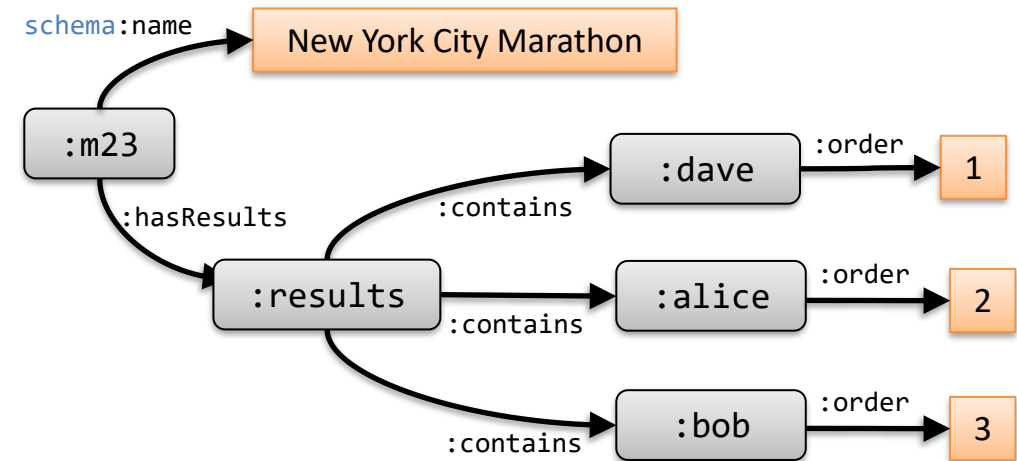 schema:name
New York City Marathon
:m23
:hasResults
:results
:contains
:dave
:order
1
:contains
:alice
:order
2
:contains
:bob
:order
3